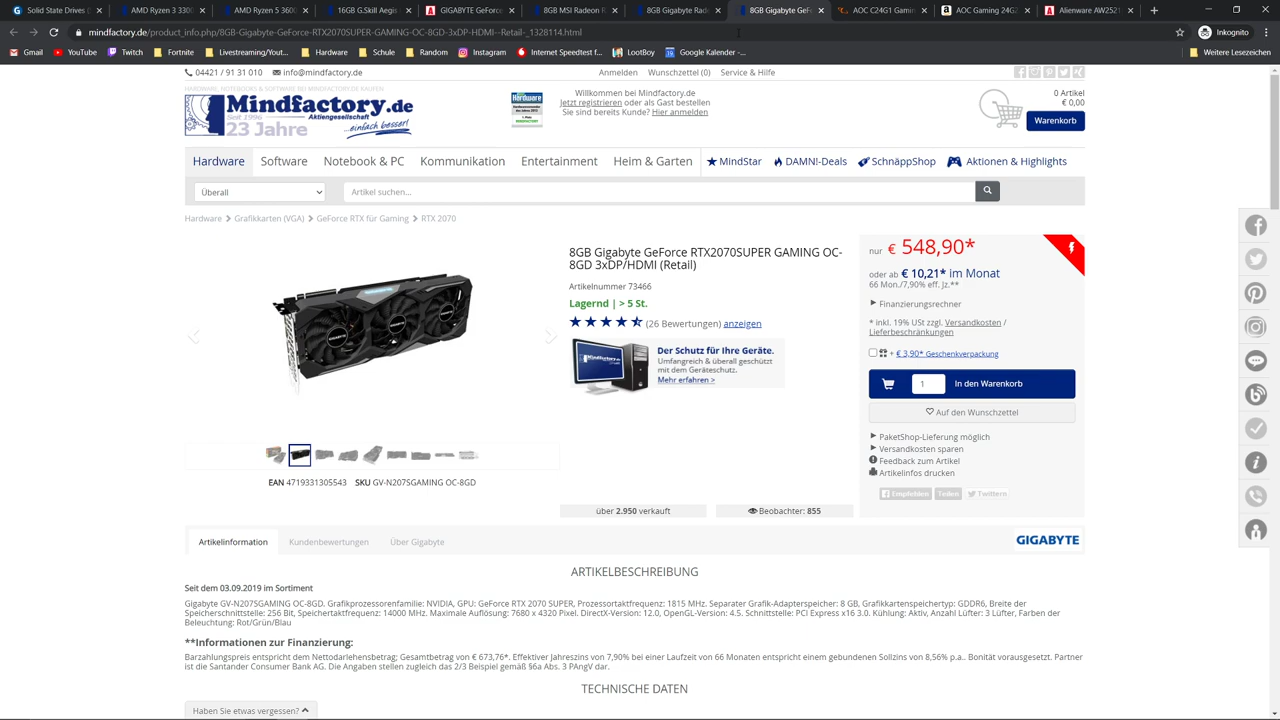 Solid State Drives (
AMD Ryzen 3 330
AMD Ryzen 5 3600
16GB G.Skill Aegis
GIGABYTE GeForce
8GB MSI Radeon R
8GB Gigabyte Rade
8GB Gigabyte GeF
AOC C24G1 Gamin
AOC Gaming 24G
Alienware AW2521
mindfactory.de/product_info.php/8GB-Gigabyte-GeForce-RTX2070SUPER-GAMING-OC-8GD-3xDP-HDMI--Retail-_1328114.html
Inkognito
Gmail
YouTube
Twitch
Fortnite
Livestreaming/Yout...
Hardware
Schule
Random
Instagram
Internet Speedtest f...
LootBoy
Google Kalender -...
Weitere Lesezeichen
04421 / 91 31 010
info@mindfactory.de
Anmelden
Wunschzettel (0)
Service & Hilfe
HARDWARE, NOTEBOOKS & SOFTWARE BEI MINDFACTORY.DE KAUFEN
Mindfactory.de
Seit 1996
Aktiengesellschaft
23 Jahre
...einfach besser!
Hardware
Willkommen bei Mindfactory.de
Jetzt registrieren oder als Gast bestellen
Sie sind bereits Kunde? Hier anmelden
0 Artikel
€ 0,00
Warenkorb
Hardware
Software
Notebook & PC
Kommunikation
Entertainment
Heim & Garten
MindStar
DAMN!-Deals
SchnäppShop
Aktionen & Highlights
Überall
Artikel suchen...
Hardware
Grafikkarten (VGA)
GeForce RTX für Gaming
RTX 2070
8GB Gigabyte GeForce RTX2070SUPER GAMING OC-
8GD 3xDP/HDMI (Retail)
Artikelnummer 73466
Lagernd | > 5 St.
(26 Bewertungen) anzeigen
Der Schutz für Ihre Geräte.
Umfangreich & überall geschützt
mit dem Geräteschutz.
Mehr erfahren >
nur € 548,90*
oder ab € 10,21* im Monat
66 Mon./7,90% eff. Jz.**
Finanzierungsrechner
* inkl. 19% USt zzgl. Versandkosten /
Lieferbeschränkungen
+ € 3,90* Geschenkverpackung
1
In den Warenkorb
Auf den Wunschzettel
PaketShop-Lieferung möglich
Versandkosten sparen
Feedback zum Artikel
Artikelinfos drucken
Empfehlen
Teilen
Twittern
EAN 4719331305543 SKU GV-N207SGAMING OC-8GD
über 2.950 verkauft
Beobachter: 855
Artikelinformation
Kundenbewertungen
Über Gigabyte
GIGABYTE
ARTIKELBESCHREIBUNG
Seit dem 03.09.2019 im Sortiment
Gigabyte GV-N207SGAMING OC-8GD. Grafikprozessorenfamilie: NVIDIA, GPU: GeForce RTX 2070 SUPER, Prozessortaktfrequenz: 1815 MHz. Separater Grafik-Adapterspeicher: 8 GB, Grafikkartenspeichertyp: GDDR6, Breite der
Speicherschnittstelle: 256 Bit, Speichertaktfrequenz: 14000 MHz. Maximale Auflösung: 7680 x 4320 Pixel. DirectX-Version: 12.0, OpenGL-Version: 4.5. Schnittstelle: PCI Express x16 3.0. Kühlung: Aktiv, Anzahl Lüfter: 3 Lüfter, Farben der
Beleuchtung: Rot/Grün/Blau
**Informationen zur Finanzierung:
Barzahlungspreis entspricht dem Nettodarlehensbetrag; Gesamtbetrag von € 673,76*. Effektiver Jahreszins von 7,90% bei einer Laufzeit von 66 Monaten entspricht einem gebundenen Sollzins von 8,56% p.a.. Bonität vorausgesetzt. Partner
ist die Santander Consumer Bank AG. Die Angaben stellen zugleich das 2/3 Beispiel gemäß §6a Abs. 3 PAngV dar.
TECHNISCHE DATEN
Haben Sie etwas vergessen?